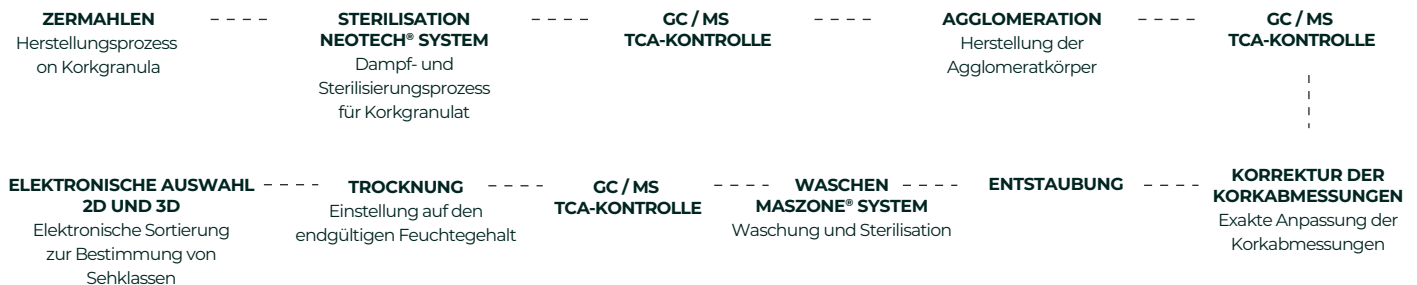 ZERMAHLEN
Herstellungsprozess
on Korkgranula
STERILISATION
NEOTECH® SYSTEM
Dampf- und
Sterilisierungsprozess
für Korkgranulat
GC / MS
TCA-KONTROLLE
AGGLOMERATION
Herstellung der
Agglomeratkörper
GC / MS
TCA-KONTROLLE
ELEKTRONISCHE AUSWAHL
2D UND 3D
Elektronische Sortierung
zur Bestimmung von
Sehklassen
TROCKNUNG
Einstellung auf den
endgültigen Feuchtegehalt
GC / MS
TCA-KONTROLLE
WASCHEN
MASZONE® SYSTEM
Waschung und Sterilisation
ENTSTAUBUNG
KORREKTUR DER
KORKABMESSUNGEN
Exakte Anpassung der
Korkabmessungen